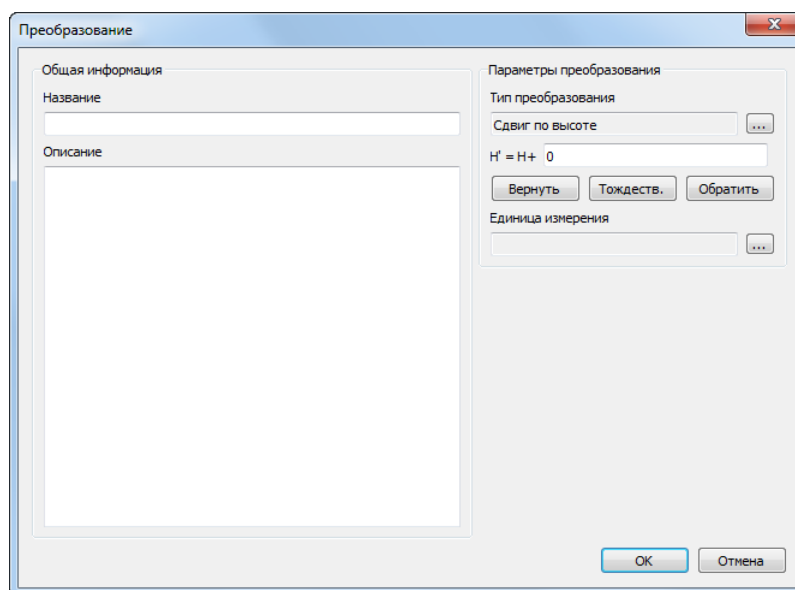 Преобразование
Общая информация
Название
Описание
Параметры преобразования
Тип преобразования
Сдвиг по высоте
...
H' = H+ 0
Вернуть Тождеств. Обратить
Единица измерения
...
OK Отмена